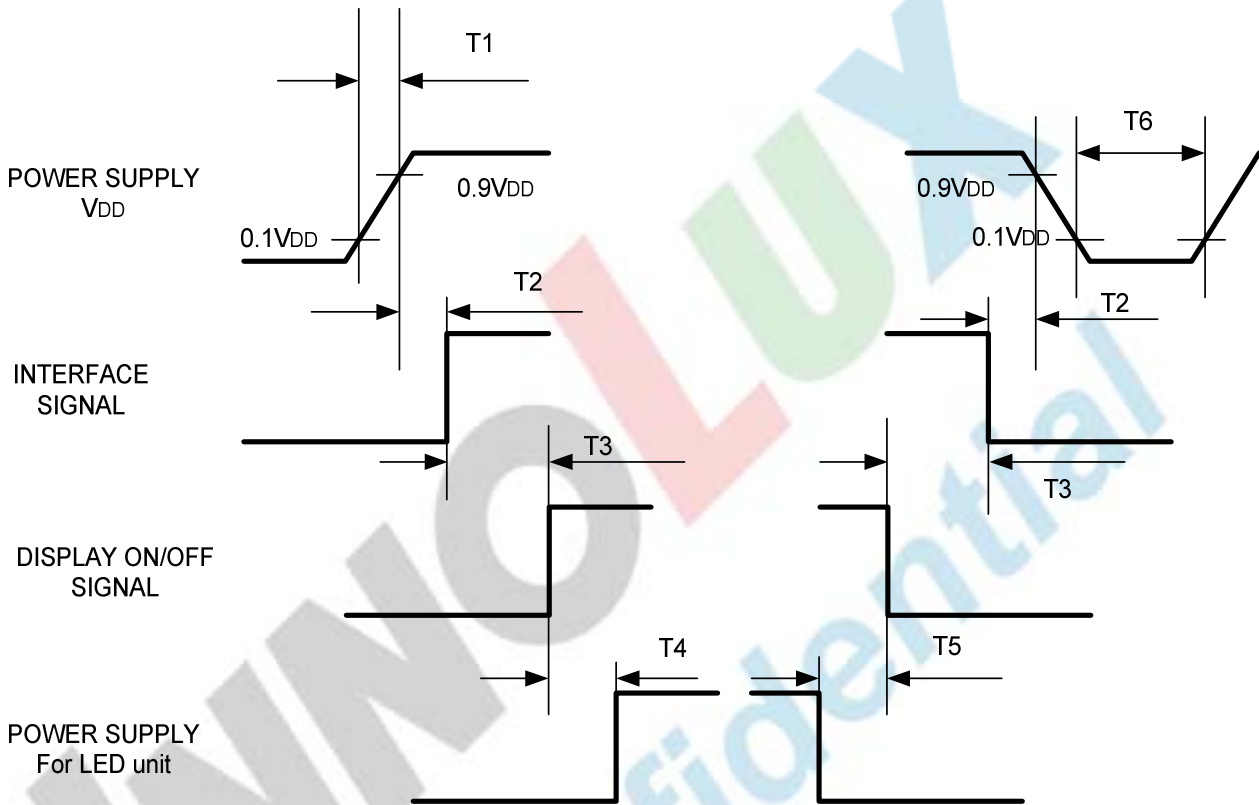 T1
T6
POWER SUPPLY
VDD
0.9VDD
0.9VDD
0.1VDD
0.1VDD
T2
T2
INTERFACE
SIGNAL
T3
T3
DISPLAY ON/OFF
SIGNAL
T4
T5
POWER SUPPLY
For LED unit
INNOLUX
fidential